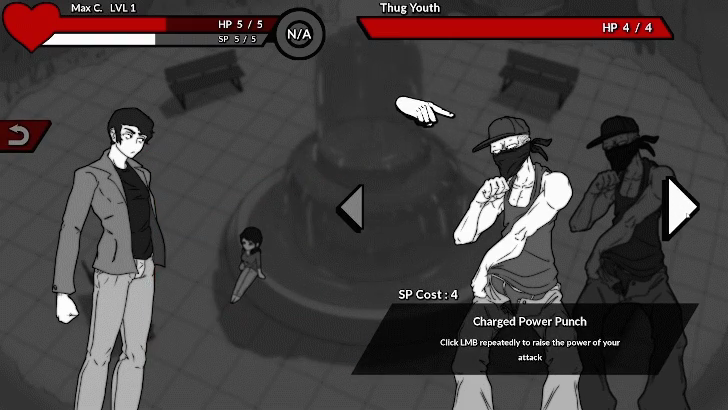 Max C. LVL 1
HP 5 / 5
SP 5 / 5
N/A
Thug Youth
HP 4 / 4
SP Cost : 4
Charged Power Punch
Click LMB repeatedly to raise the power of your
attack